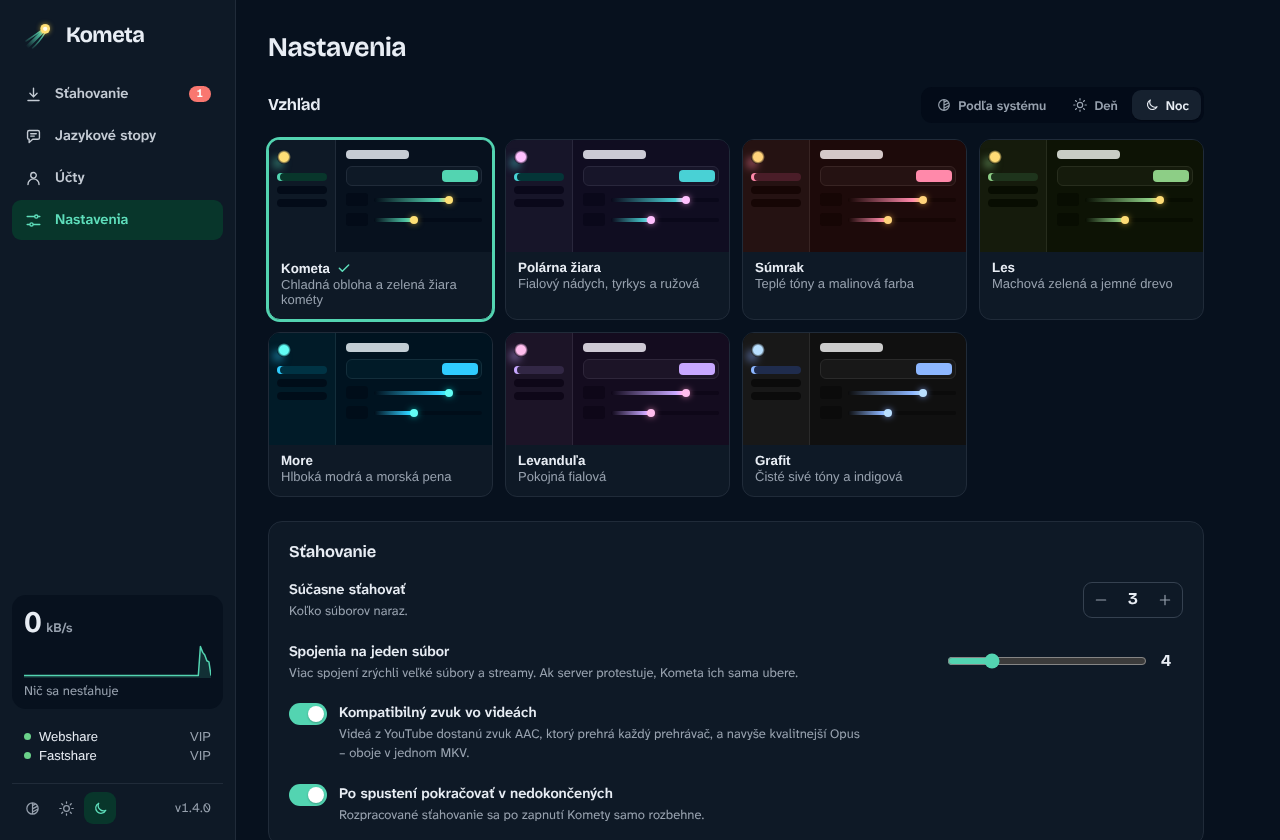 Kometa
Sťahovanie
1
Jazykové stopy
Účty
Nastavenia
0 kB/s
Nič sa nesťahuje
Webshare VIP
Fastshare VIP
v1.4.0
Nastavenia
Vzhľad
Podľa systému
Deň
Noc
Kometa
Chladná obloha a zelená žiara
kométy
Polárna žiara
Fialový nádych, tyrkys a ružová
Súmrak
Teplé tóny a malinová farba
Les
Machová zelená a jemné drevo
More
Hlboká modrá a morská pena
Levanduľa
Pokojná fialová
Grafit
Čisté sivé tóny a indigová
Sťahovanie
Súčasne sťahovať
Koľko súborov naraz.
3
Spojenia na jeden súbor
Viac spojení zrýchli veľké súbory a streamy. Ak server protestuje, Kometa ich sama ubere.
4
Kompatibilný zvuk vo videách
Videá z YouTube dostanú zvuk AAC, ktorý prehrá každý prehrávač, a navyše kvalitnejší Opus
– oboje v jednom MKV.
Po spustení pokračovať v nedokončených
Rozpracované sťahovanie sa po zapnutí Komety samo rozbehne.